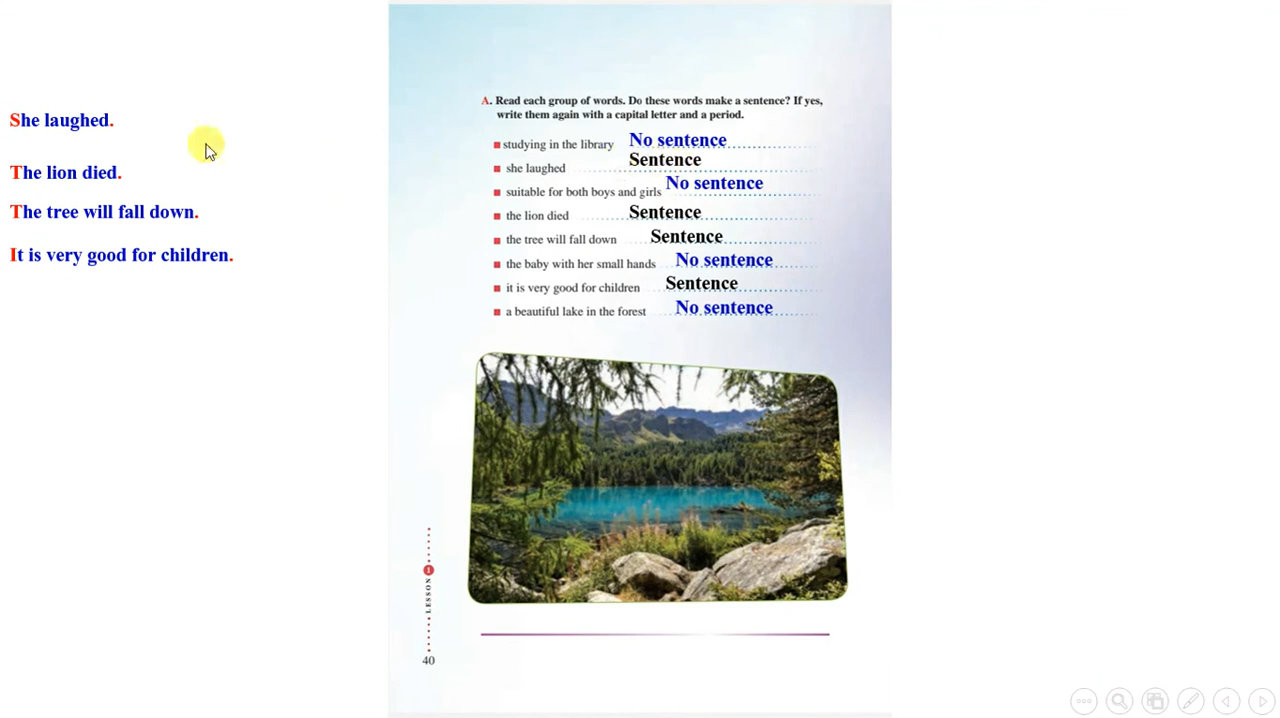 She laughed.
The lion died.
The tree will fall down.
It is very good for children.
A. Read each group of words. Do these words make a sentence? If yes,
write them again with a capital letter and a period.
studying in the library No sentence
she laughed Sentence
suitable for both boys and girls No sentence
the lion died Sentence
the tree will fall down Sentence
the baby with her small hands No sentence
it is very good for children Sentence
a beautiful lake in the forest No sentence
LESSON 1
40